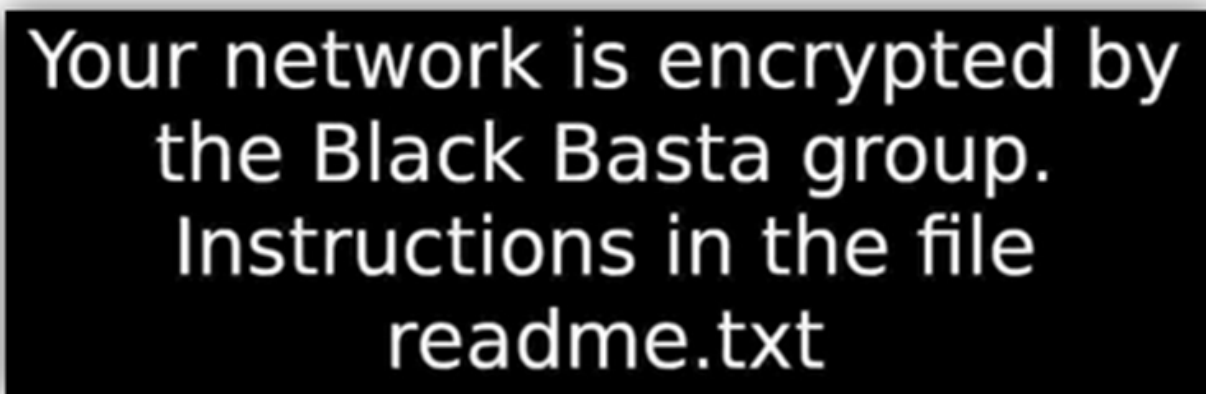 Your network is encrypted by
the Black Basta group.
Instructions in the file
readme.txt